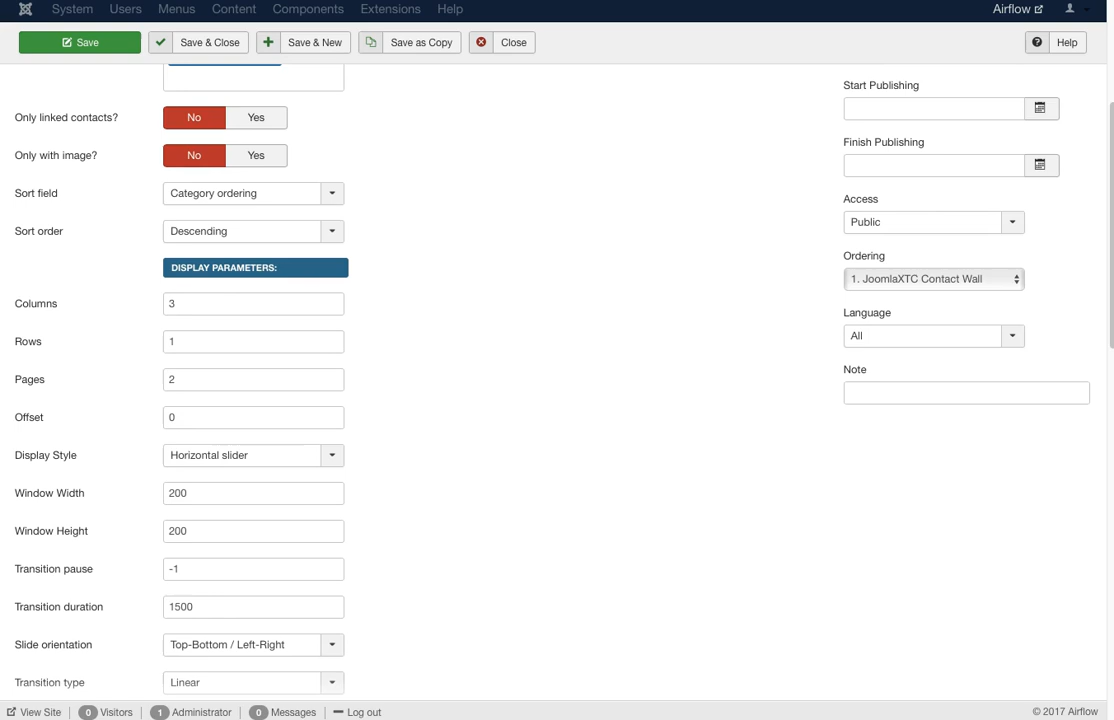 System Users Menus Content Components Extensions Help Airflow
Save Save & Close Save & New Save as Copy Close Help
Only linked contacts? No Yes
Only with image? No Yes
Sort field Category ordering
Sort order Descending
DISPLAY PARAMETERS:
Columns 3
Rows 1
Pages 2
Offset 0
Display Style Horizontal slider
Window Width 200
Window Height 200
Transition pause -1
Transition duration 1500
Slide orientation Top-Bottom / Left-Right
Transition type Linear
Start Publishing
Finish Publishing
Access
Public
Ordering
1. JoomlaXTC Contact Wall
Language
All
Note
View Site 0 Visitors 1 Administrator 0 Messages Log out © 2017 Airflow